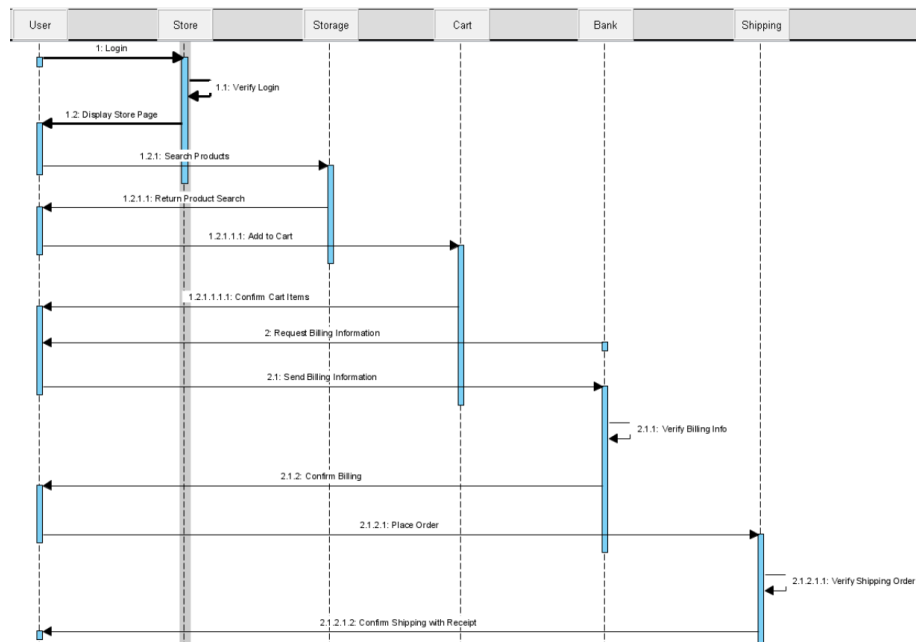 User Store Storage Cart Bank Shipping
1: Login
1.1: Verify Login
1.2: Display Store Page
1.2.1: Search Products
1.2.1.1: Return Product Search
1.2.1.1.1: Add to Cart
1.2.1.1.1.1: Confirm Cart Items
2: Request Billing Information
2.1: Send Billing Information
2.1.1: Verify Billing Info
2.1.2: Confirm Billing
2.1.2.1: Place Order
2.1.2.1.1: Verify Shipping Order
2.1.2.1.2: Confirm Shipping with Receipt